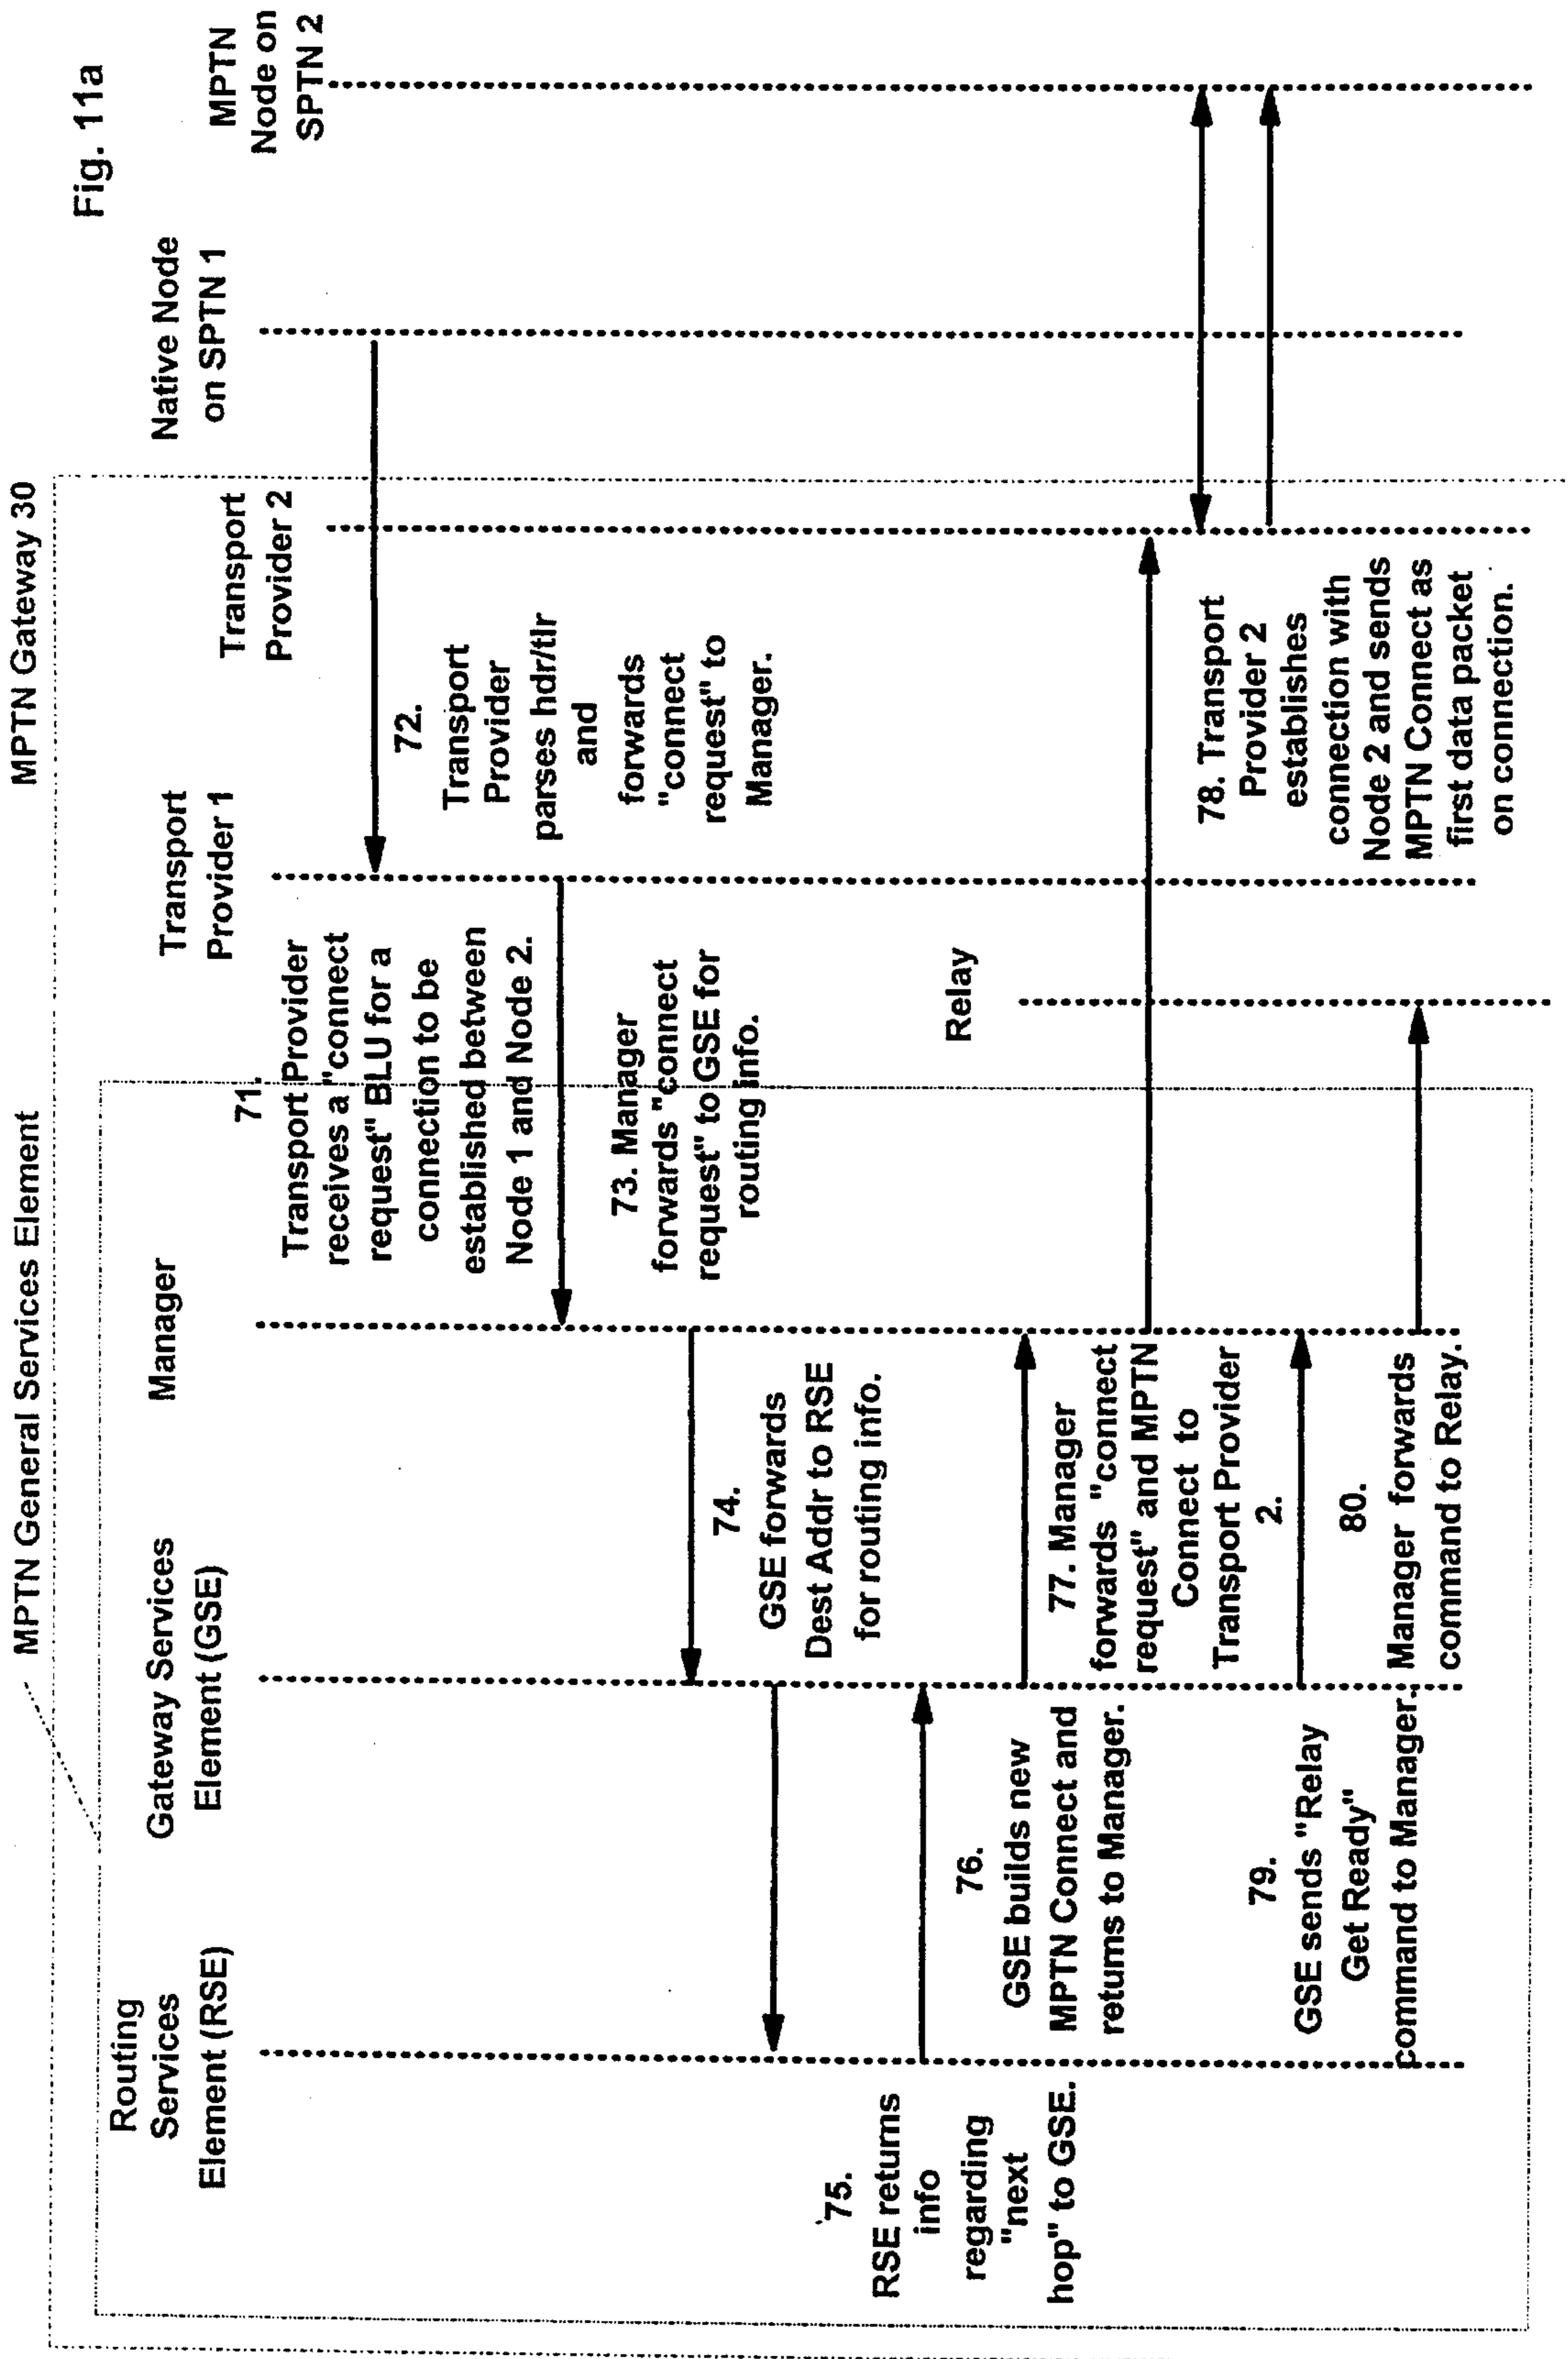 Fig. 11a
MPTN Gateway 30
MPTN General Services Element
Routing
Services
Element (RSE)
Gateway Services
Element (GSE)
Manager
Transport
Provider 1
Transport
Provider 2
Native Node
on SPTN 1
MPTN
Node on
SPTN 2
71.
Transport Provider
receives a "connect
request" BLU for a
connection to be
established between
Node 1 and Node 2.
72.
Transport
Provider
parses hdr/tlr
and
forwards
"connect
request" to
Manager.
73. Manager
forwards "connect
request" to GSE for
routing info.
74.
GSE forwards
Dest Addr to RSE
for routing info.
75.
RSE returns
info
regarding
"next
hop" to GSE.
76.
GSE builds new
MPTN Connect and
returns to Manager.
77. Manager
forwards "connect
request" and MPTN
Connect to
Transport Provider
2.
Relay
78. Transport
Provider 2
establishes
connection with
Node 2 and sends
MPTN Connect as
first data packet
on connection.
79.
GSE sends "Relay
Get Ready"
command to Manager.
80.
Manager forwards
command to Relay.